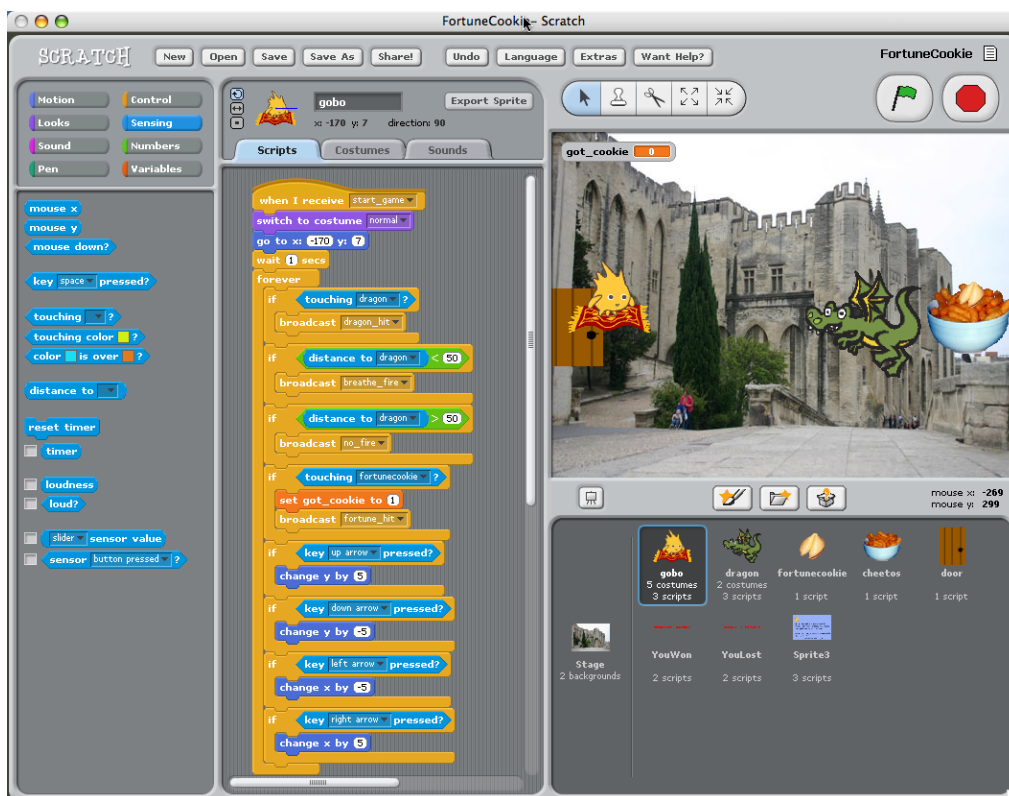 FortuneCookie - Scratch
SCRATCH
New Open Save Save As Share! Undo Language Extras Want Help?
FortuneCookie
Motion Control
Looks Sensing
Sound Numbers
Pen Variables
mouse x
mouse y
mouse down?
key space pressed?
touching ?
touching color ?
color is over ?
distance to
reset timer
timer
loudness
loud?
slider sensor value
sensor button pressed ?
gobo
Export Sprite
x: -170 y: 7 direction: 90
Scripts Costumes Sounds
when I receive start_game
switch to costume normal
go to x: -170 y: 7
wait 1 secs
forever
if touching dragon ?
broadcast dragon_hit
if distance to dragon < 50
broadcast breathe_fire
if distance to dragon > 50
broadcast no_fire
if touching fortunecookie ?
set got_cookie to 1
broadcast fortune_hit
if key up arrow pressed?
change y by 5
if key down arrow pressed?
change y by -5
if key left arrow pressed?
change x by -5
if key right arrow pressed?
change x by 5
got_cookie 0
mouse x: -269
mouse y: 299
gobo
5 costumes
3 scripts
dragon
2 costumes
3 scripts
fortunecookie
1 script
cheetos
1 script
door
1 script
Stage
2 backgrounds
YouWon
2 scripts
YouLost
2 scripts
Sprite3
3 scripts